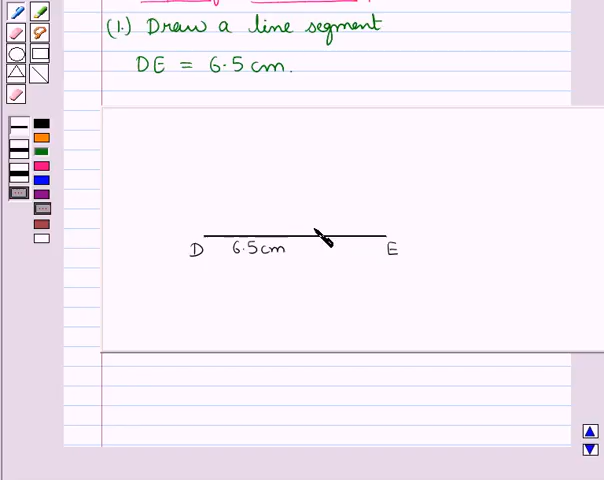 (1.) Draw a line segment
DE = 6.5 cm.
D 6.5cm E